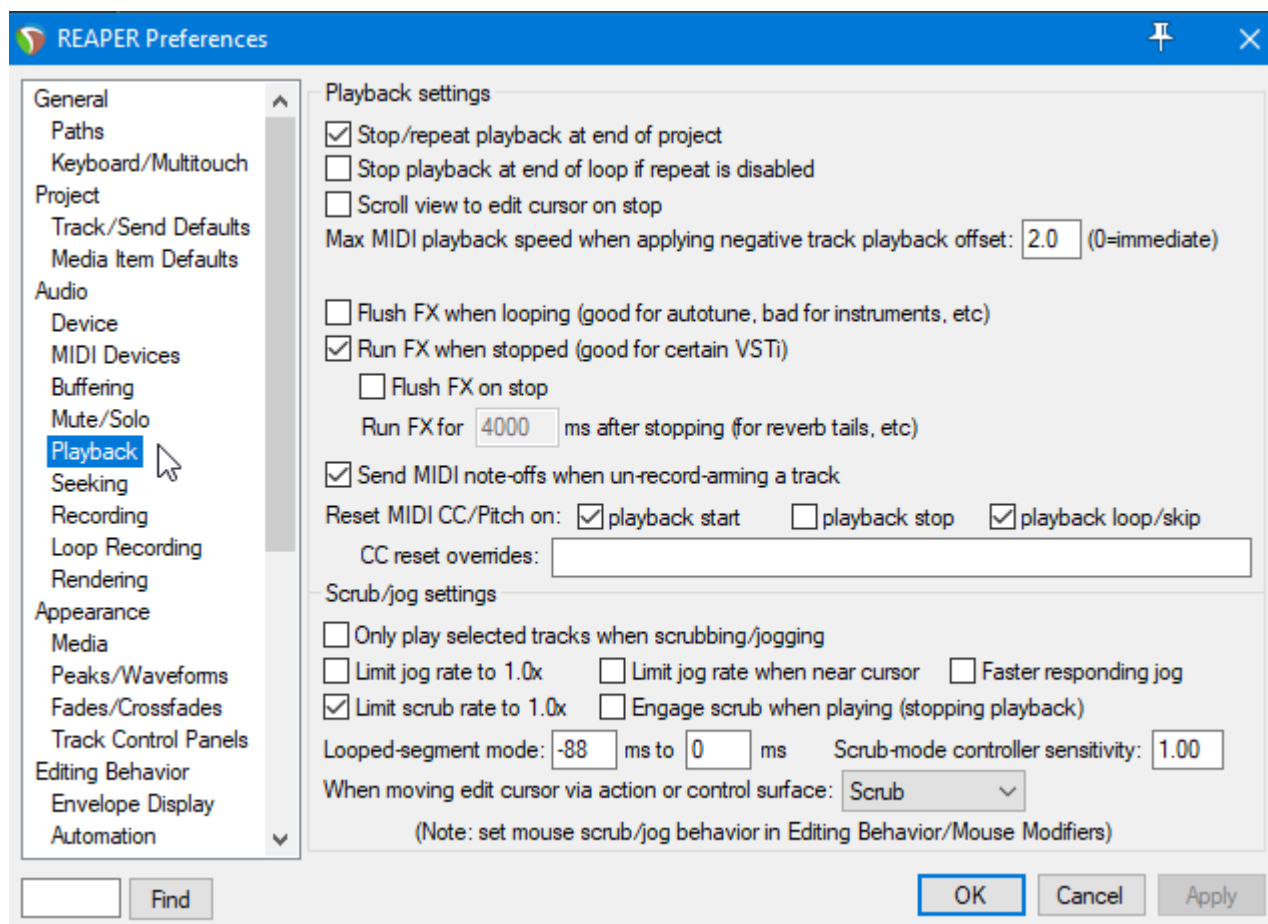 REAPER Preferences
General
Paths
Keyboard/Multitouch
Project
Track/Send Defaults
Media Item Defaults
Audio
Device
MIDI Devices
Buffering
Mute/Solo
Playback
Seeking
Recording
Loop Recording
Rendering
Appearance
Media
Peaks/Waveforms
Fades/Crossfades
Track Control Panels
Editing Behavior
Envelope Display
Automation
Find
Playback settings
Stop/repeat playback at end of project
Stop playback at end of loop if repeat is disabled
Scroll view to edit cursor on stop
Max MIDI playback speed when applying negative track playback offset: 2.0 (0=immediate)
Flush FX when looping (good for autotune, bad for instruments, etc)
Run FX when stopped (good for certain VSTi)
Flush FX on stop
Run FX for 4000 ms after stopping (for reverb tails, etc)
Send MIDI note-offs when un-record-arming a track
Reset MIDI CC/Pitch on: playback start playback stop playback loop/skip
CC reset overrides:
Scrub/jog settings
Only play selected tracks when scrubbing/jogging
Limit jog rate to 1.0x Limit jog rate when near cursor Faster responding jog
Limit scrub rate to 1.0x Engage scrub when playing (stopping playback)
Looped-segment mode: -88 ms to 0 ms Scrub-mode controller sensitivity: 1.00
When moving edit cursor via action or control surface: Scrub
(Note: set mouse scrub/jog behavior in Editing Behavior/Mouse Modifiers)
OK Cancel Apply